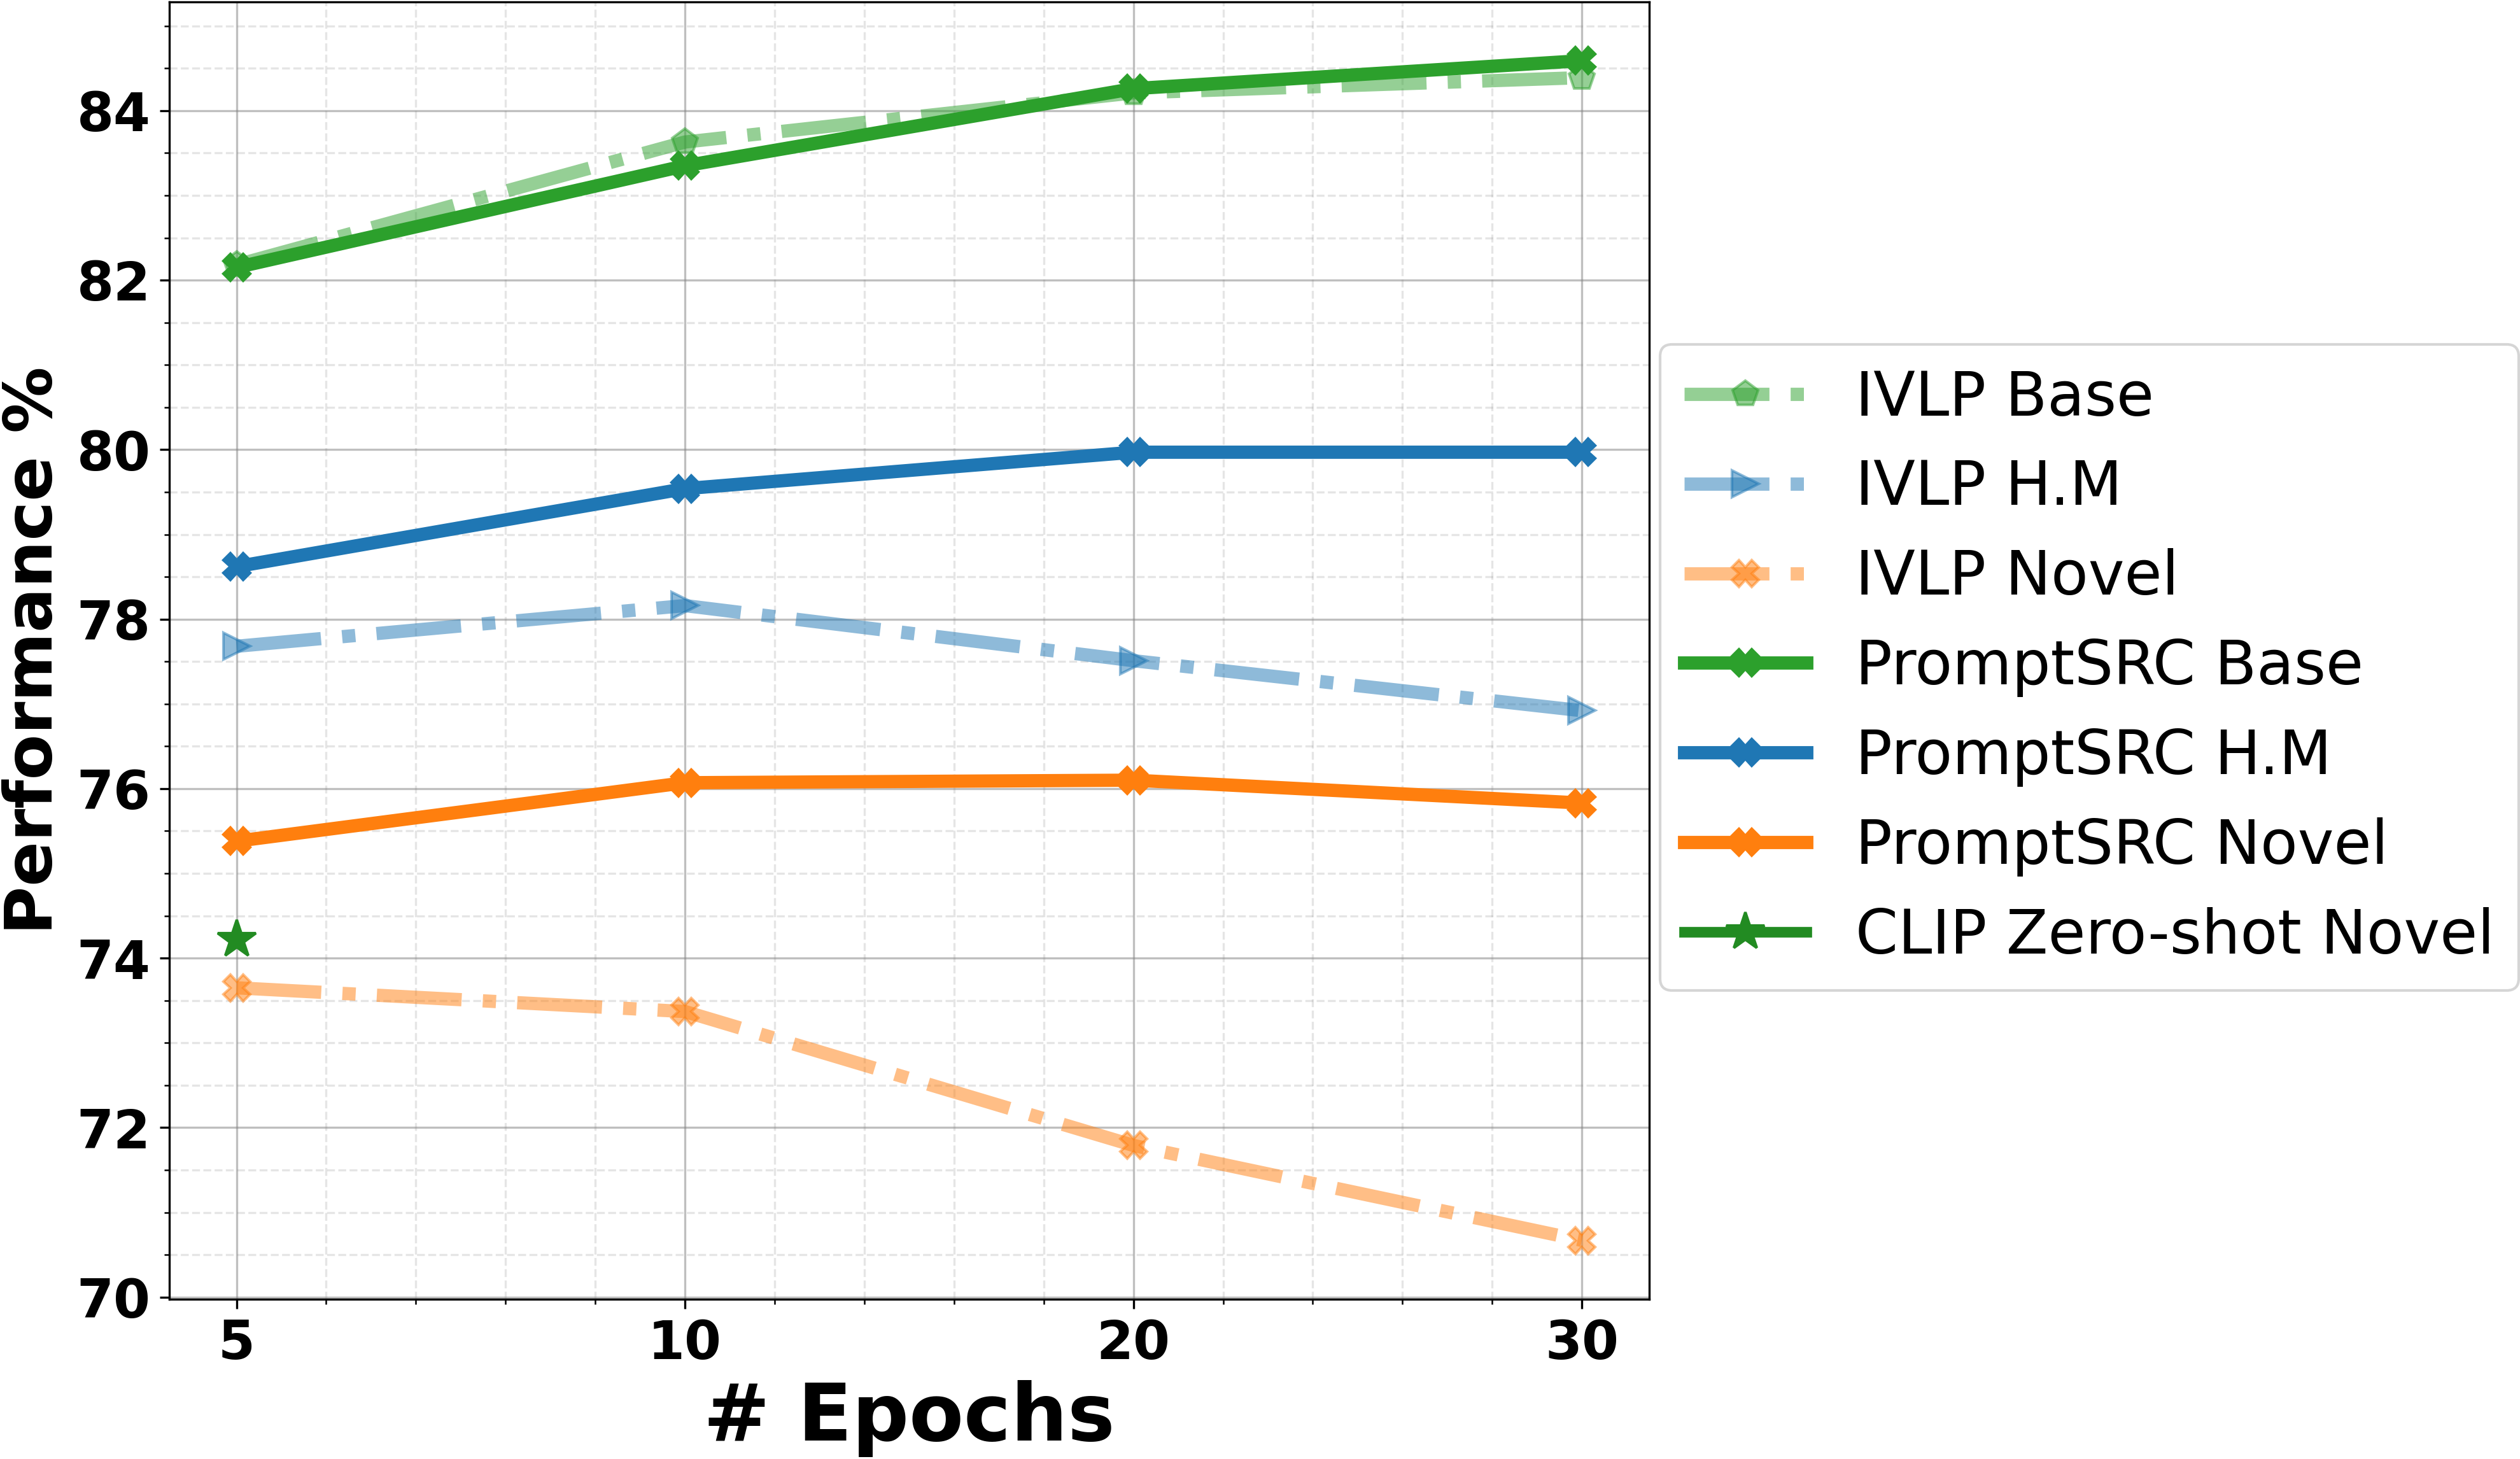 Performance %
84
82
80
78
76
74
72
70
5 10 20 30
# Epochs
IVLP Base
IVLP H.M
IVLP Novel
PromptSRC Base
PromptSRC H.M
PromptSRC Novel
CLIP Zero-shot Novel